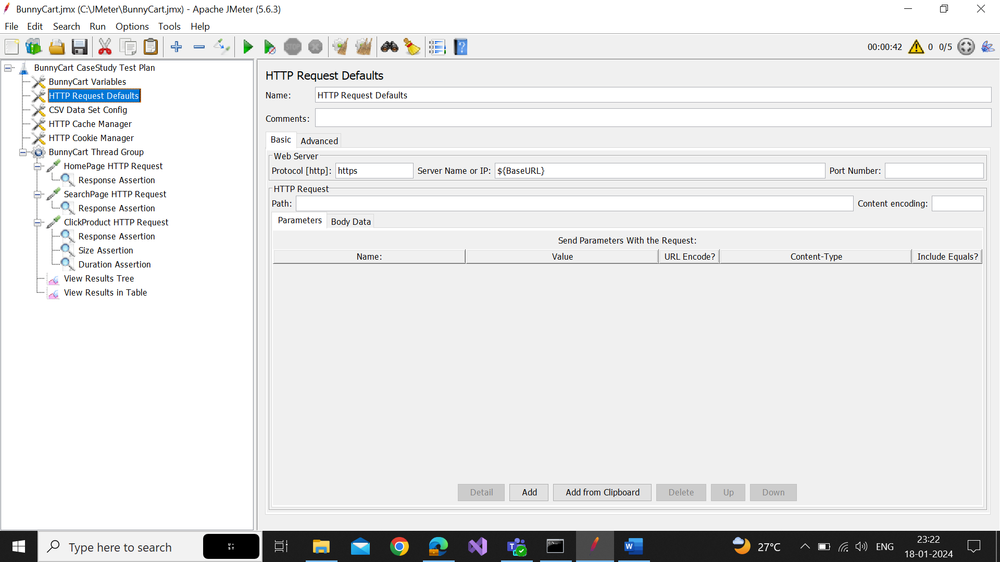 BunnyCart.jmx (C:\JMeter\BunnyCart.jmx) - Apache JMeter (5.6.3)
File Edit Search Run Options Tools Help
STOP
00:00:42 0 0/5
BunnyCart CaseStudy Test Plan
BunnyCart Variables
HTTP Request Defaults
CSV Data Set Config
HTTP Cache Manager
HTTP Cookie Manager
BunnyCart Thread Group
HomePage HTTP Request
Response Assertion
SearchPage HTTP Request
Response Assertion
ClickProduct HTTP Request
Response Assertion
Size Assertion
Duration Assertion
View Results Tree
View Results in Table
HTTP Request Defaults
Name: HTTP Request Defaults
Comments:
Basic Advanced
Web Server
Protocol [http]: https Server Name or IP: ${BaseURL} Port Number:
HTTP Request
Path: Content encoding:
Parameters Body Data
Send Parameters With the Request:
Name: Value URL Encode? Content-Type Include Equals?
Detail Add Add from Clipboard Delete Up Down
Type here to search
U ST
27°C
ENG
23:22
18-01-2024